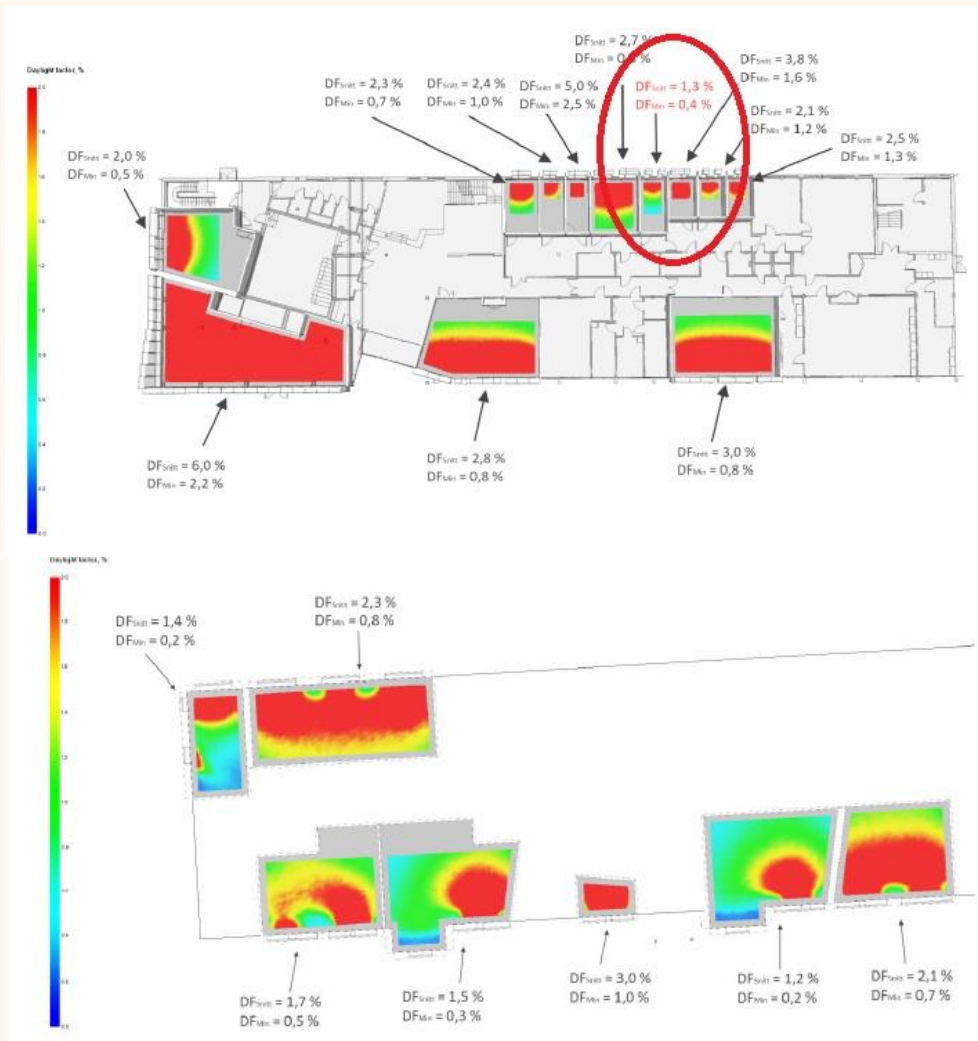 DFSnitt = 2,7 %
DFMin = 0,
Daylight factor, %
DFSnitt = 2,3 %
DFMin = 0,7 %
DFSnitt = 2,4 %
DFMin = 1,0 %
DFSnitt = 5,0 %
DFMin = 2,5 %
DFSnitt = 1,3 %
DFMin = 0,4 %
DFSnitt = 3,8 %
DFMin = 1,6 %
DFSnitt = 2,1 %
DFMin = 1,2 %
DFSnitt = 2,5 %
DFMin = 1,3 %
DFSnitt = 2,0 %
DFMin = 0,5 %
DFSnitt = 6,0 %
DFMin = 2,2 %
DFSnitt = 2,8 %
DFMin = 0,8 %
DFSnitt = 3,0 %
DFMin = 0,8 %
Daylight factor, %
DFSnitt = 1,4 %
DFMin = 0,2 %
DFSnitt = 2,3 %
DFMin = 0,8 %
DFSnitt = 1,7 %
DFMin = 0,5 %
DFSnitt = 1,5 %
DFMin = 0,3 %
DFSnitt = 3,0 %
DFMin = 1,0 %
DFSnitt = 1,2 %
DFMin = 0,2 %
DFSnitt = 2,1 %
DFMin = 0,7 %